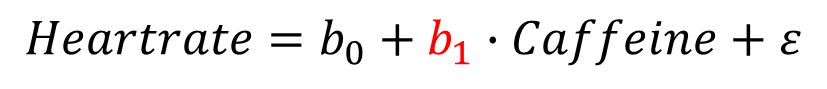 Heartrate = b₀ + b₁ · Caffeine + ε